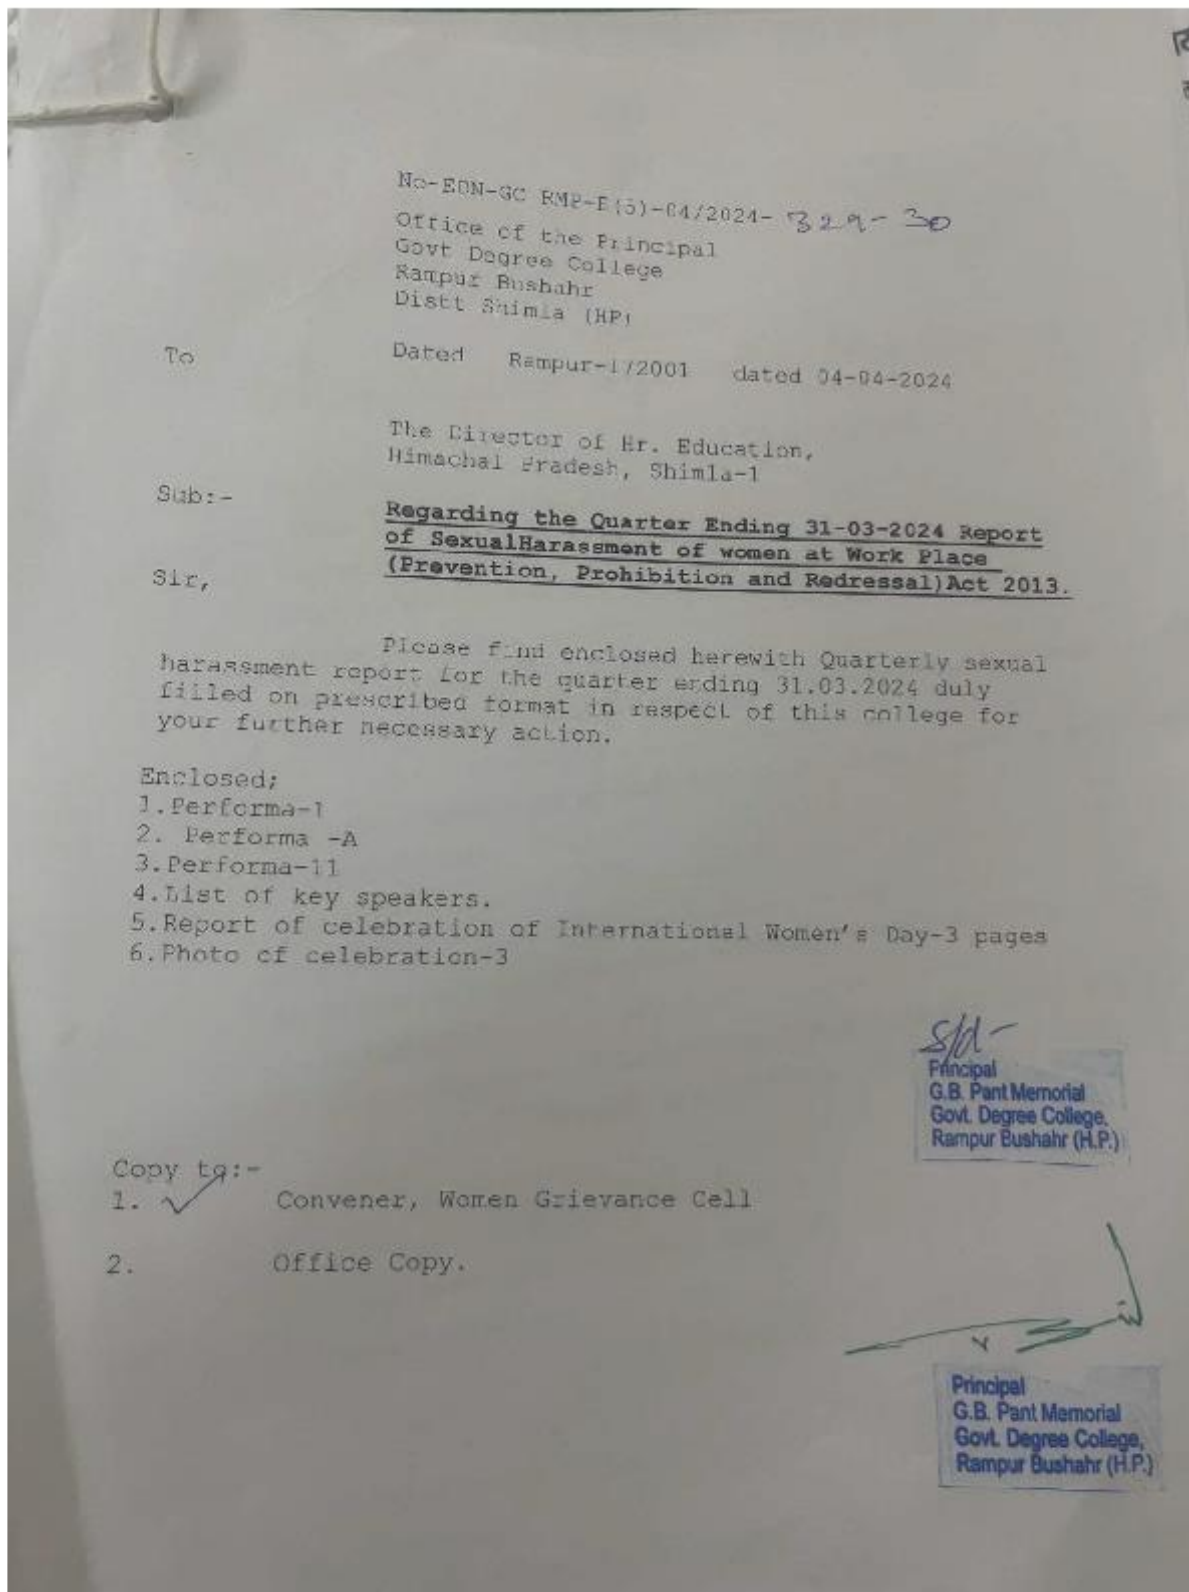 No-EDN-GC RMP-E(5)-04/2024- 329-30
Office of the Principal
Govt Degree College
Rampur Bushahr
Distt Shimla (HP)
To
Dated Rampur-172001 dated 04-04-2024
The Director of Hr. Education,
Himachal Pradesh, Shimla-1
Sub:-
Regarding the Quarter Ending 31-03-2024 Report
of SexualHarassment of women at Work Place
(Prevention, Prohibition and Redressal)Act 2013.
Sir,
Please find enclosed herewith Quarterly sexual
harassment report for the quarter ending 31.03.2024 duly
filled on prescribed format in respect of this college for
your further necessary action.
Enclosed;
1.Performa-1
2. Performa -A
3.Performa-11
4.List of key speakers.
5.Report of celebration of International Women's Day-3 pages
6.Photo of celebration-3
S/d-
Principal
G.B. Pant Memorial
Govt. Degree College,
Rampur Bushahr (H.P.)
Copy to:-
1. Convener, Women Grievance Cell
2. Office Copy.
Principal
G.B. Pant Memorial
Govt. Degree College,
Rampur Bushahr (H.P.)